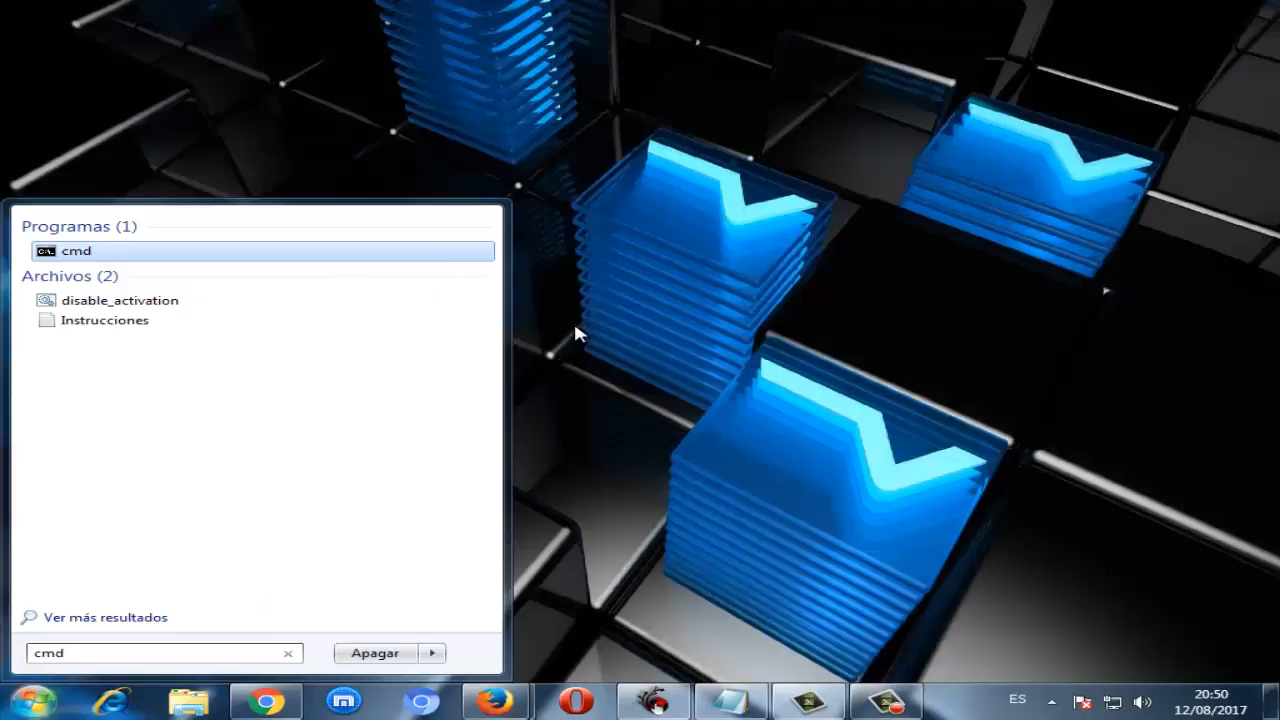 Programas (1)
cmd
Archivos (2)
disable_activation
Instrucciones
Ver más resultados
cmd
Apagar
ES
20:50
12/08/2017